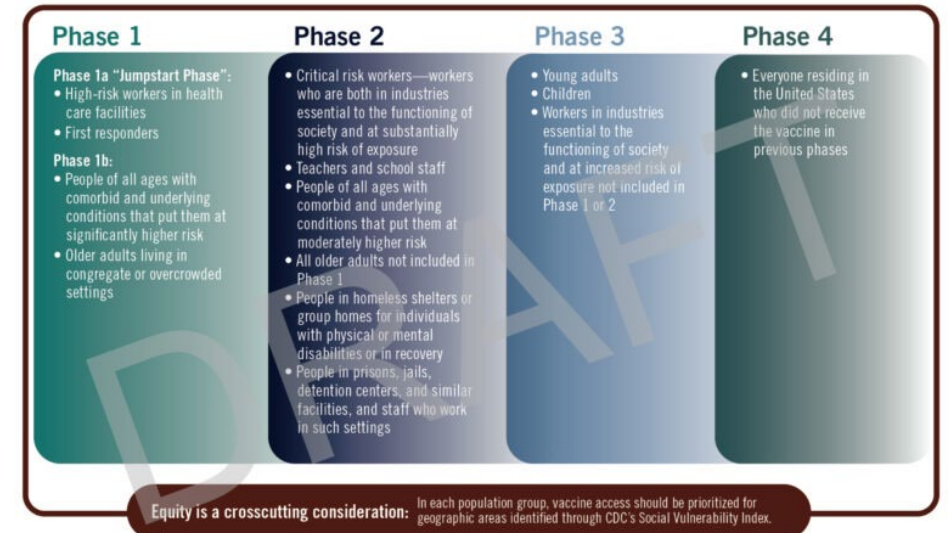 Phase 1
Phase 1a “Jumpstart Phase”:
• High-risk workers in health
care facilities
• First responders
Phase 1b:
• People of all ages with
comorbid and underlying
conditions that put them at
significantly higher risk
• Older adults living in
congregate or overcrowded
settings
Phase 2
• Critical risk workers—workers
who are both in industries
essential to the functioning of
society and at substantially
high risk of exposure
• Teachers and school staff
• People of all ages with
comorbid and underlying
conditions that put them at
moderately higher risk
• All older adults not included in
Phase 1
• People in homeless shelters or
group homes for individuals
with physical or mental
disabilities or in recovery
• People in prisons, jails,
detention centers, and similar
facilities, and staff who work
in such settings
Phase 3
• Young adults
• Children
• Workers in industries
essential to the
functioning of society
and at increased risk of
exposure not included in
Phase 1 or 2
Phase 4
• Everyone residing in
the United States
who did not receive
the vaccine in
previous phases
DRAFT
Equity is a crosscutting consideration:
In each population group, vaccine access should be prioritized for
geographic areas identified through CDC’s Social Vulnerability Index.